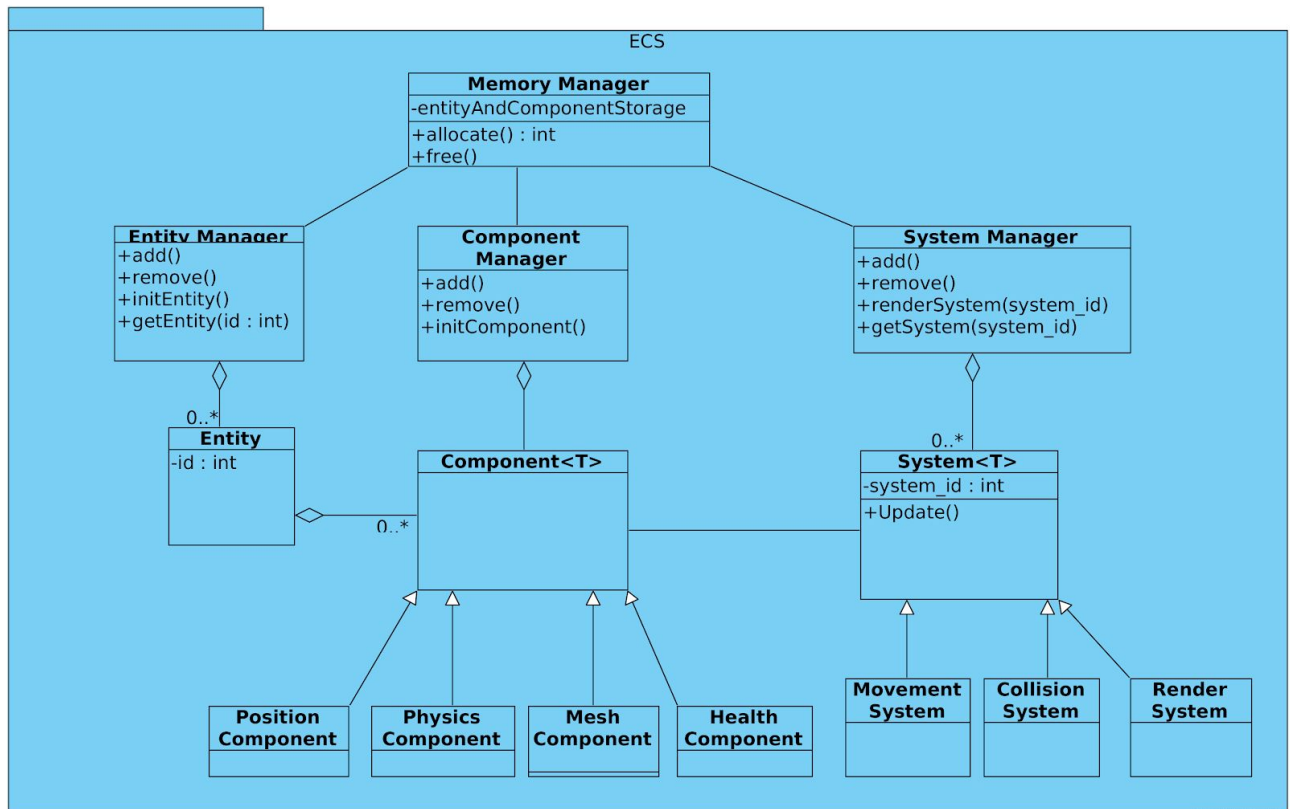 ECS
Memory Manager
-entityAndComponentStorage
+allocate() : int
+free()
Entity Manager
+add()
+remove()
+initEntity()
+getEntity(id : int)
Component
Manager
+add()
+remove()
+initComponent()
System Manager
+add()
+remove()
+renderSystem(system_id)
+getSystem(system_id)
0..*
Entity
-id : int
0..*
Component<T>
0..*
System<T>
-system_id : int
+Update()
Position
Component
Physics
Component
Mesh
Component
Health
Component
Movement
System
Collision
System
Render
System